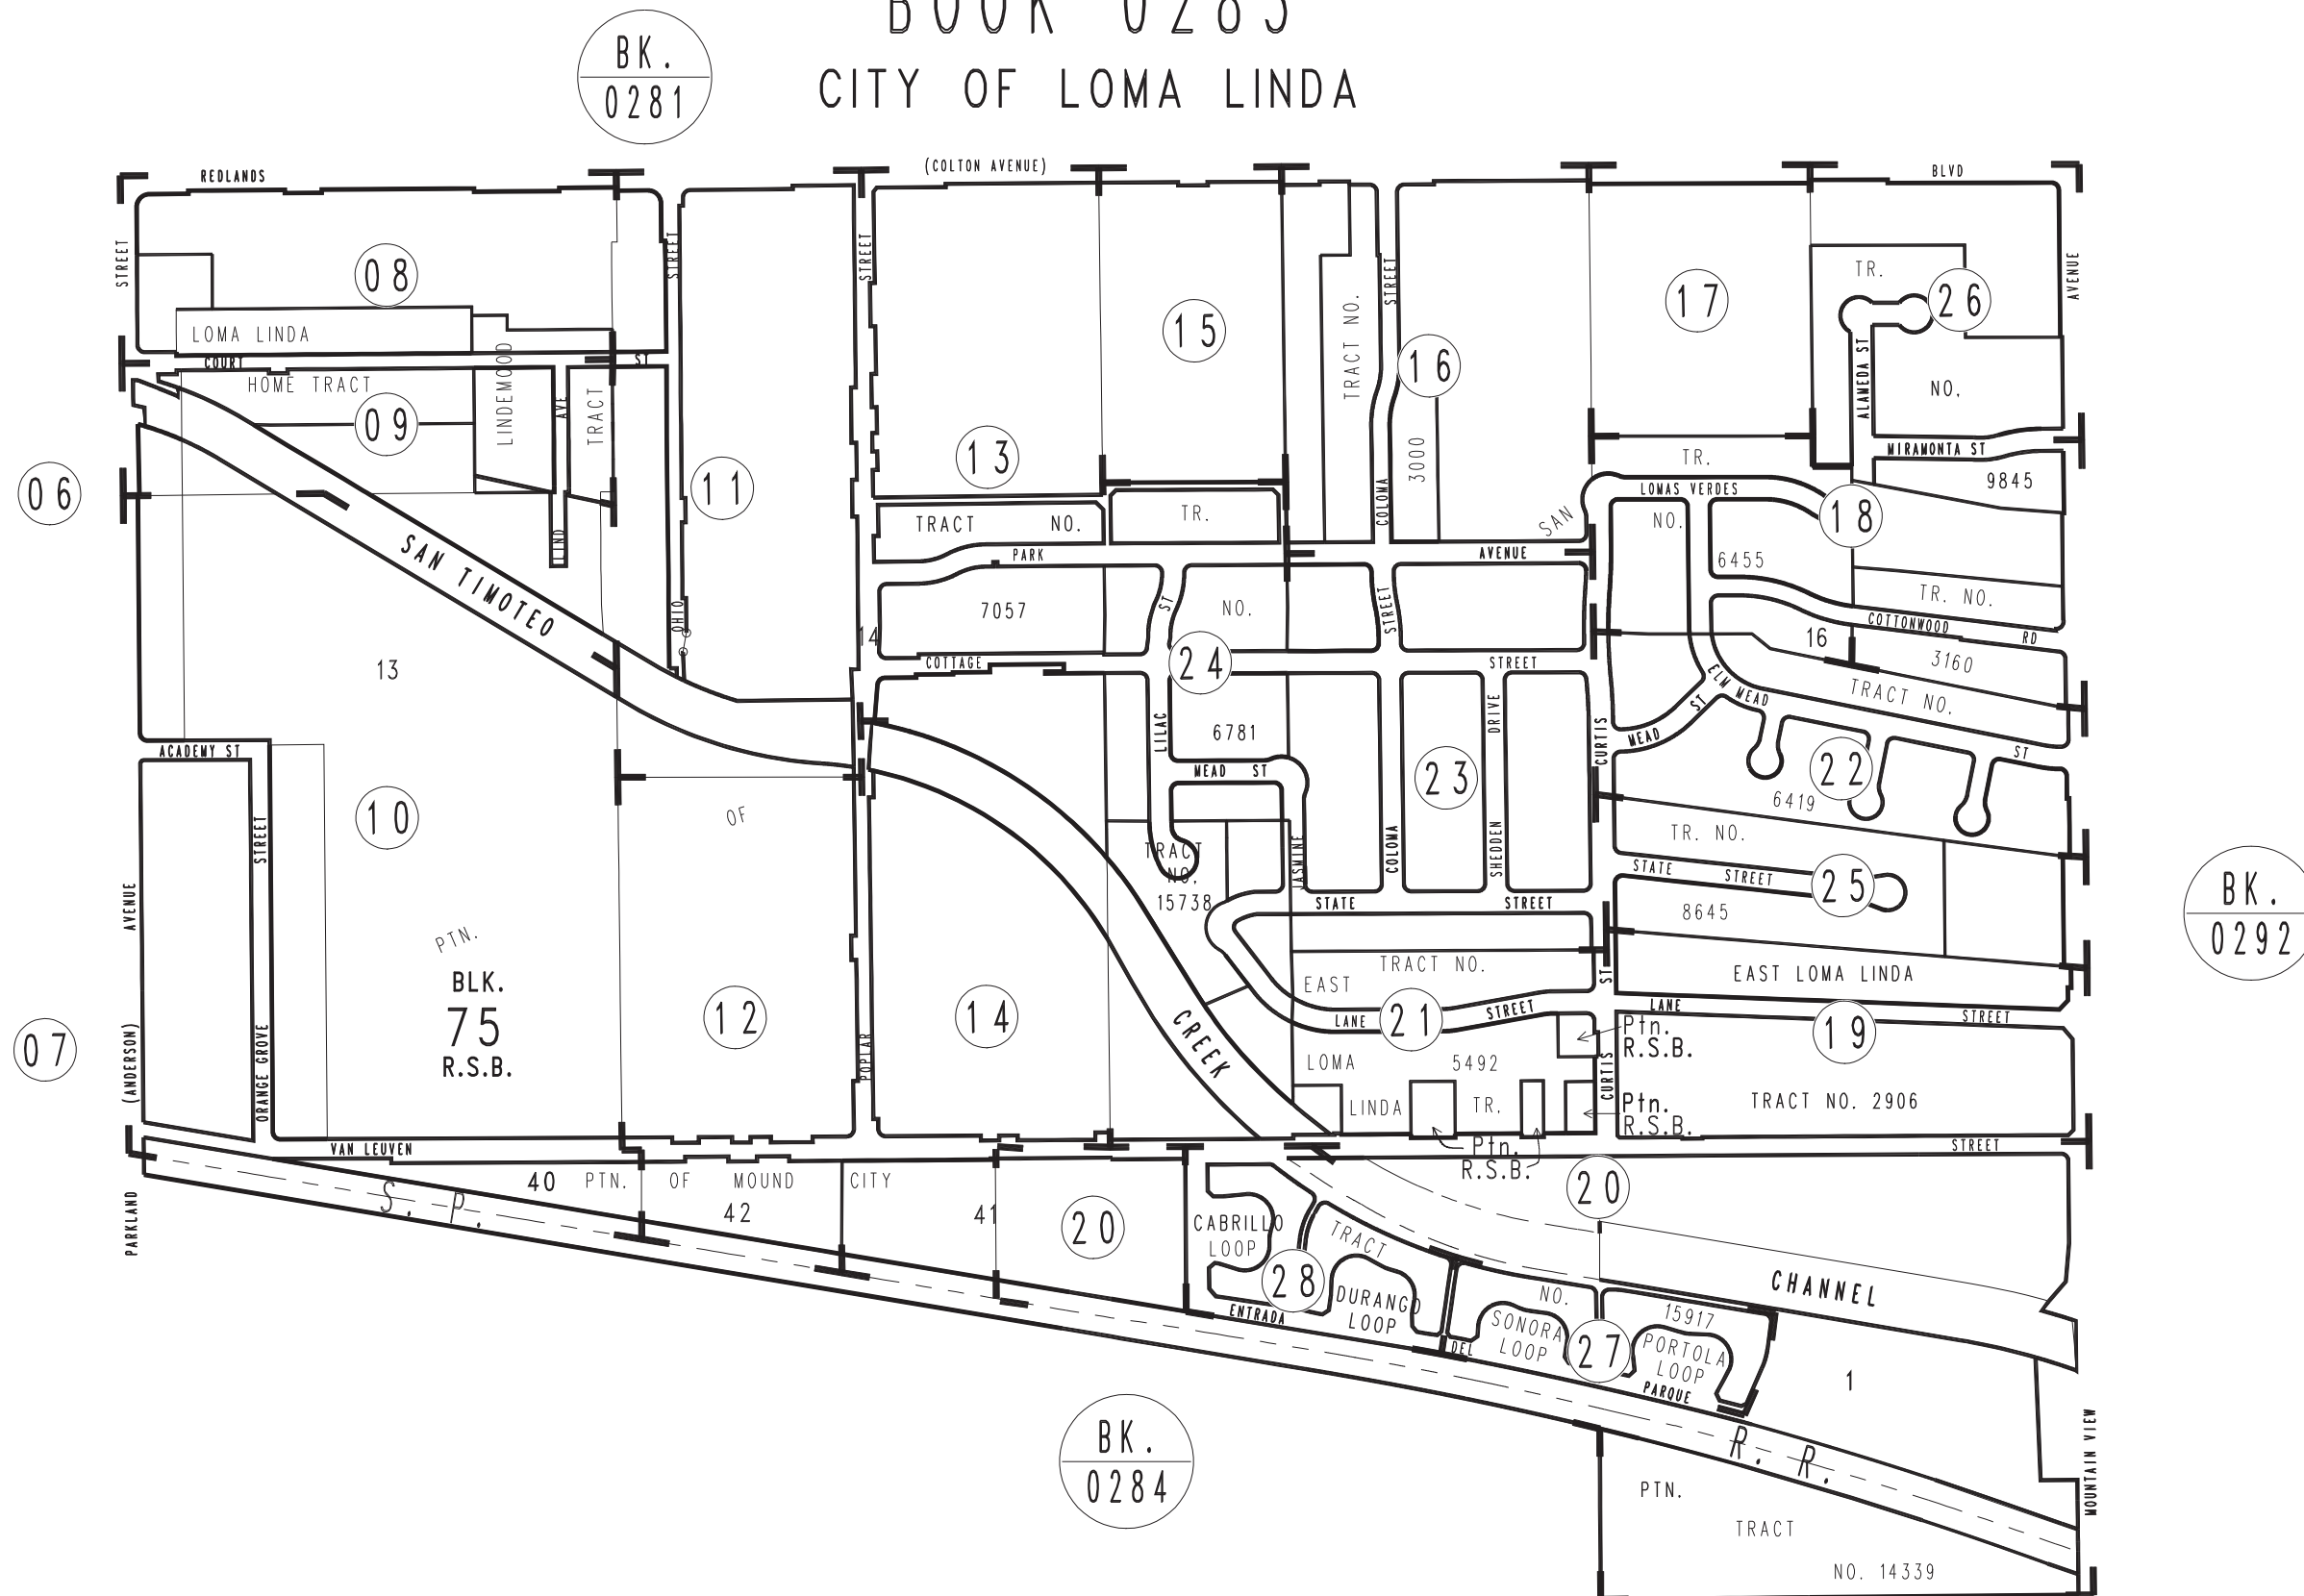 BOOK 0283
CITY OF LOMA LINDA
BK.
0281
REDLANDS
(COLTON AVENUE)
BLVD
STREET
STREET
STREET
STREET
AVENUE
08
15
17
TR.
26
TRACT NO.
16
LOMA LINDA
COURT
ST
HOME TRACT
LINDEMOOD
AVE
TRACT
ALAMEDA ST
NO.
09
13
3000
MIRAMONTA ST
06
11
TR.
9845
LOMAS VERDES
COLOMA
SAN
TRACT NO.
TR.
NO.
18
LIND
PARK
AVENUE
6455
SAN TIMOTEO
OHIO
7057
ST
NO.
STREET
TR. NO.
14
16
COTTONWOOD
RD
13
COTTAGE
24
STREET
3160
ELM MEAD
TRACT NO.
LILAC
6781
DRIVE
CURTIS
MEAD
ST
ACADEMY ST
MEAD ST
23
22
ST
10
OF
6419
STREET
TRACT
NO.
15738
JASMINE
COLOMA
SHEDDEN
TR. NO.
STATE
STREET
25
BK.
0292
AVENUE
STATE
STREET
8645
PTN.
BLK.
75
R.S.B.
TRACT NO.
EAST
ST
EAST LOMA LINDA
12
14
LANE
21
STREET
LANE
STREET
19
07
(ANDERSON)
ORANGE GROVE
POPLAR
CREEK
Ptn.
R.S.B.
LOMA
5492
CURTIS
LINDA
TR.
Ptn.
R.S.B.
TRACT NO. 2906
VAN LEUVEN
Ptn.
R.S.B.
STREET
PARKLAND
S. P.
40
PTN. OF MOUND CITY
42
41
20
20
CABRILLO
LOOP
TRACT
28
DURANGO
LOOP
ENTRADA
NO.
CHANNEL
SONORA
LOOP
DEL
27
15917
PORTOLA
LOOP
PARQUE
1
BK.
0284
R. R.
MOUNTAIN VIEW
PTN.
TRACT
NO. 14339